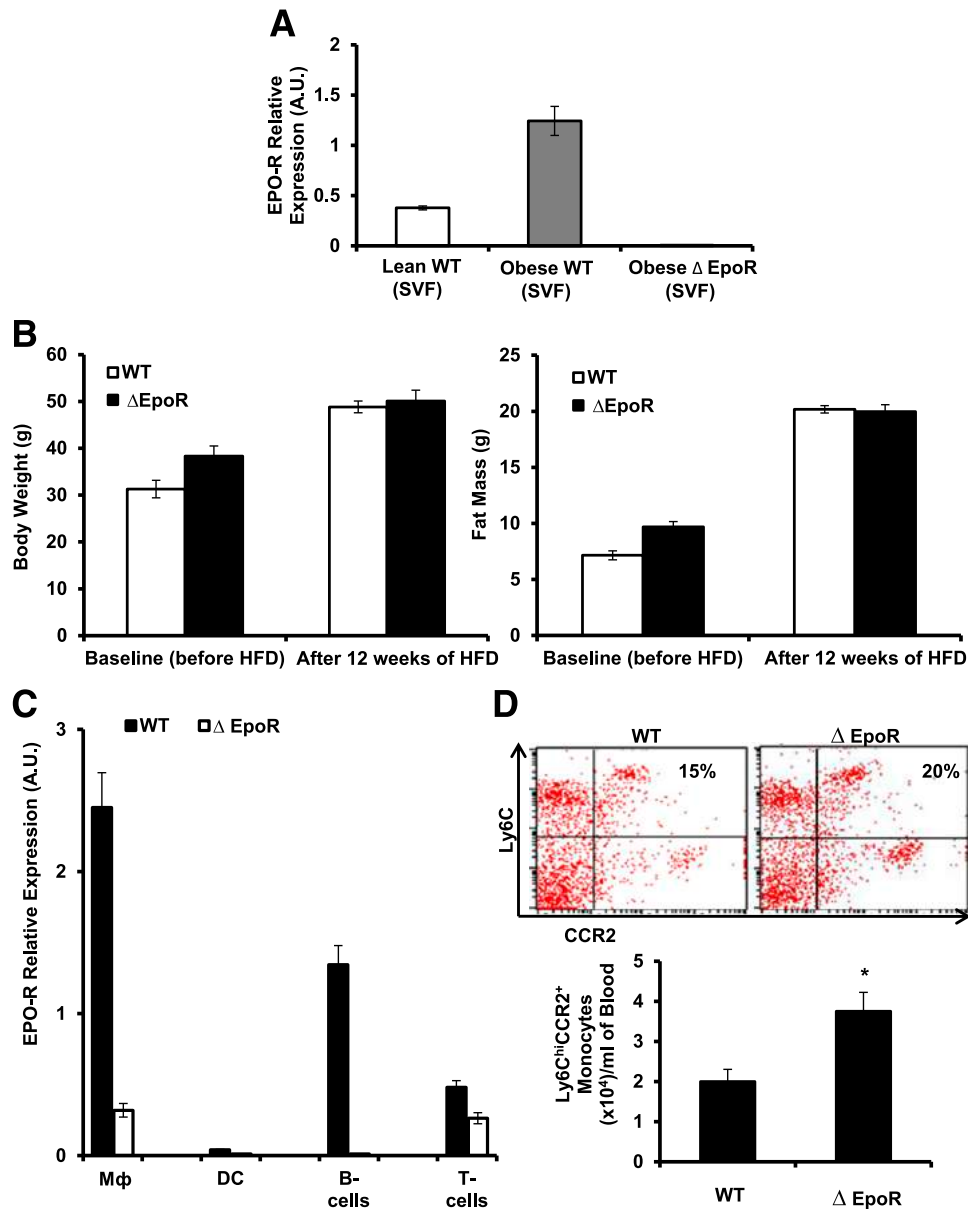 A
EPO-R Relative
Expression (A.U.)
2
1.5
1
0.5
0
Lean WT
(SVF)
Obese WT
(SVF)
Obese Δ EpoR
(SVF)
B
Body Weight (g)
60
50
40
30
20
10
0
WT
ΔEpoR
Baseline (before HFD)
After 12 weeks of HFD
Fat Mass (g)
25
20
15
10
5
0
WT
ΔEpoR
Baseline (before HFD)
After 12 weeks of HFD
C
WT
Δ EpoR
EPO-R Relative Expression (A.U.)
3
2
1
0
Mφ
DC
B-
cells
T-
cells
D
WT
Δ EpoR
15%
20%
Ly6C
CCR2
Ly6ChiCCR2+
Monocytes
(x10⁴)/ml of Blood
5
4
3
2
1
0
*
WT
Δ EpoR